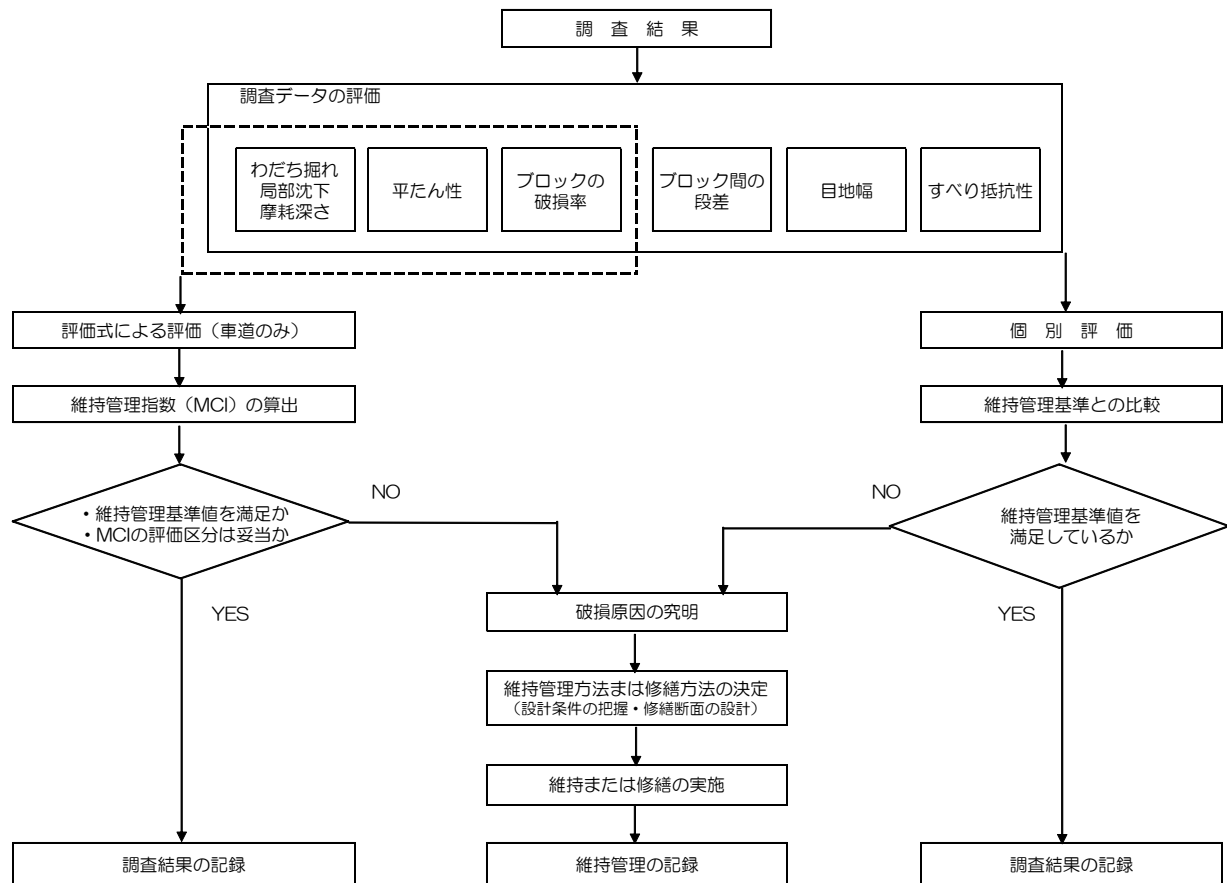 調 査 結 果
調査データの評価
わだち掘れ
局部沈下
摩耗深さ
平たん性
ブロックの
破損率
ブロック間の
段差
目地幅
すべり抵抗性
評価式による評価（車道のみ）
個 別 評 価
維持管理指数（MCI）の算出
維持管理基準との比較
・維持管理基準値を満足か
・MCIの評価区分は妥当か
NO
NO
維持管理基準値を
満足しているか
YES
破損原因の究明
YES
維持管理方法まは修繕方法の決定
（設計条件の把握・修繕断面の設計）
維持または修繕の実施
調査結果の記録
維持管理の記録
調査結果の記録